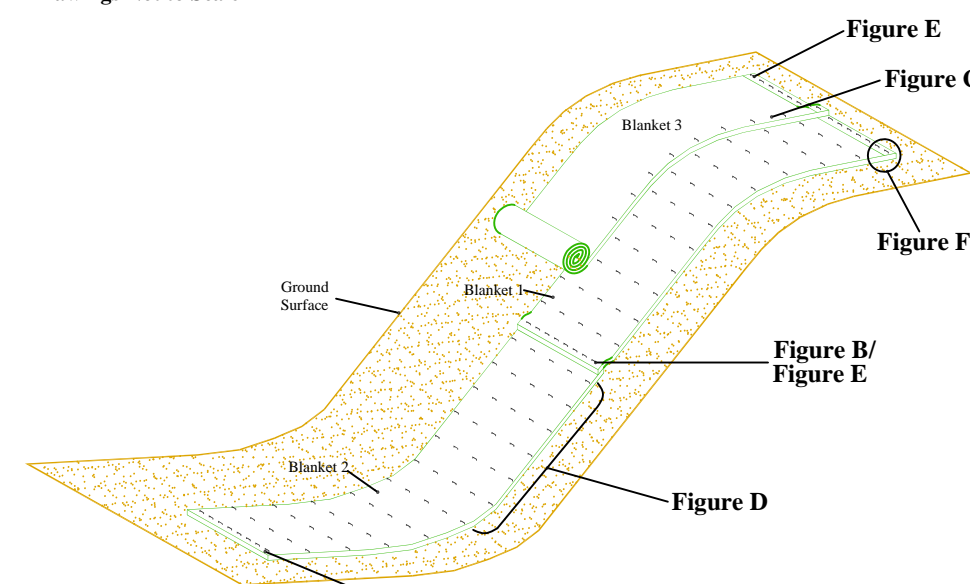 Figure E
Figure
Blanket 3
Figure F
Ground
Surface
Blanket 1
Figure B/
Figure E
Blanket 2
Figure D